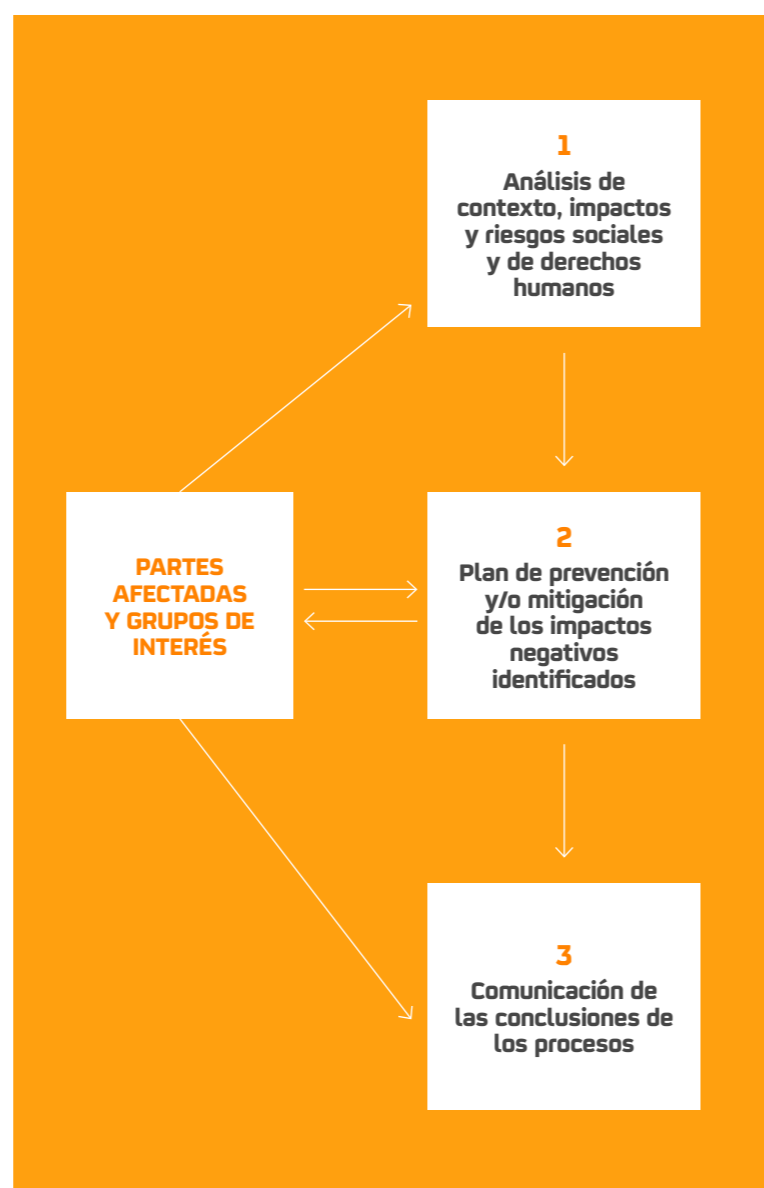 1
Análisis de
contexto, impactos
y riesgos sociales
y de derechos
humanos
PARTES
AFECTADAS
Y GRUPOS DE
INTERÉS
2
Plan de prevención
y/o mitigación
de los impactos
negativos
identificados
3
Comunicación de
las conclusiones de
los procesos